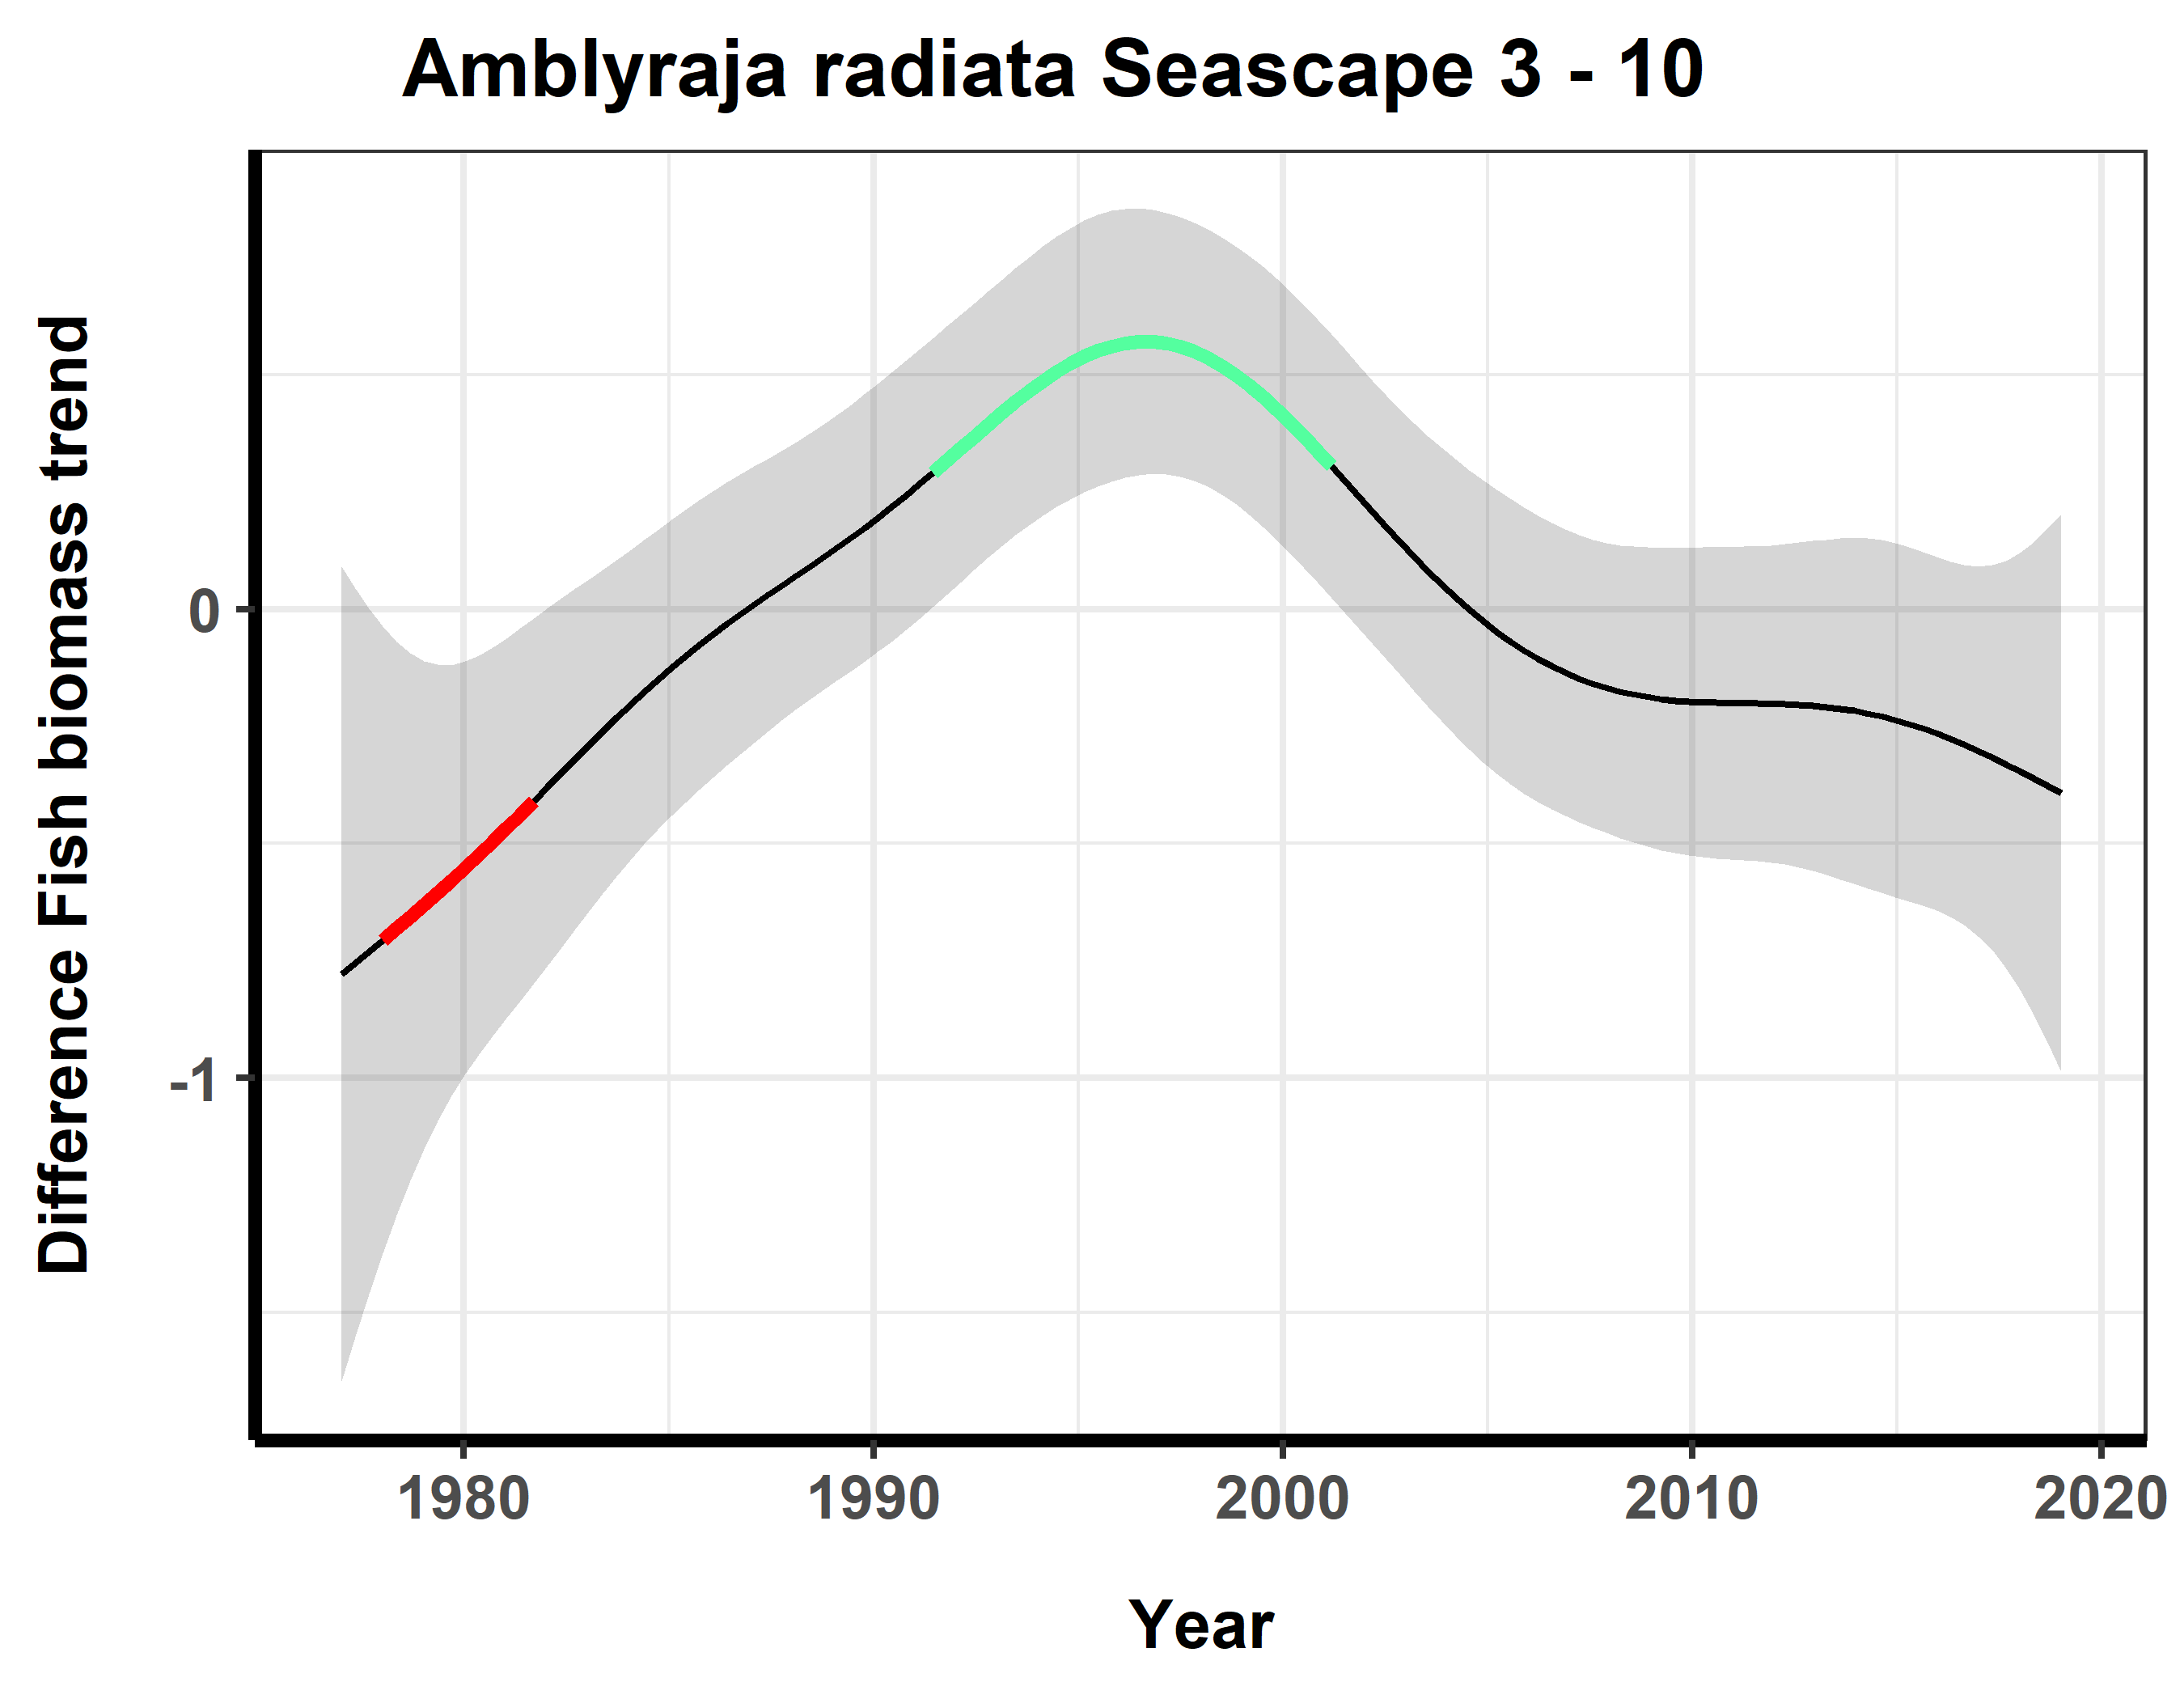 Amblyraja radiata Seascape 3 - 10
Difference Fish biomass trend
0
-1
1980
1990
2000
2010
2020
Year